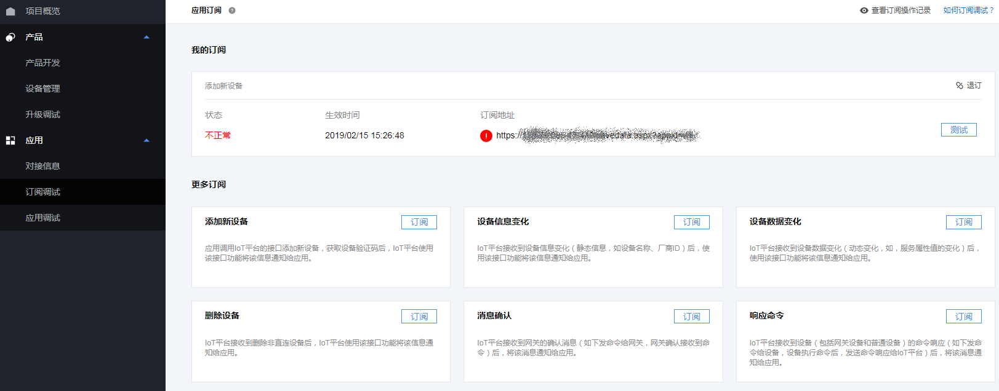 项目概览
产品
产品开发
设备管理
升级调试
应用
对接信息
订阅调试
应用调试
应用订阅
查看订阅操作记录
如何订阅调试？
我的订阅
添加新设备
退订
状态
生效时间
订阅地址
不正常
2019/02/15 15:26:48
https://
测试
更多订阅
添加新设备
订阅
应用调用IoT平台的接口添加新设备，获取设备验证码后，IoT平台使用
该接口功能将该信息通知给应用。
设备信息变化
订阅
IoT平台接收到设备信息变化（静态信息，如设备名称、厂商ID）后，使
用该接口功能将该信息通知给应用。
设备数据变化
订阅
IoT平台接收到设备数据变化（动态变化，如，服务属性值的变化）后，
使用该接口功能将该信息通知给应用。
删除设备
订阅
IoT平台接收到删除非直连设备后，IoT平台使用该接口功能将该信息通
知给应用。
消息确认
订阅
IoT平台接收到网关的确认消息（如下发命令给网关，网关确认接收到命
令）后，将该消息通知给应用。
响应命令
订阅
IoT平台接收到设备（包括网关设备和普通设备）的命令响应（如下发命
令给设备，设备执行命令后，发送命令响应给IoT平台）后，将该消息通
知给应用。